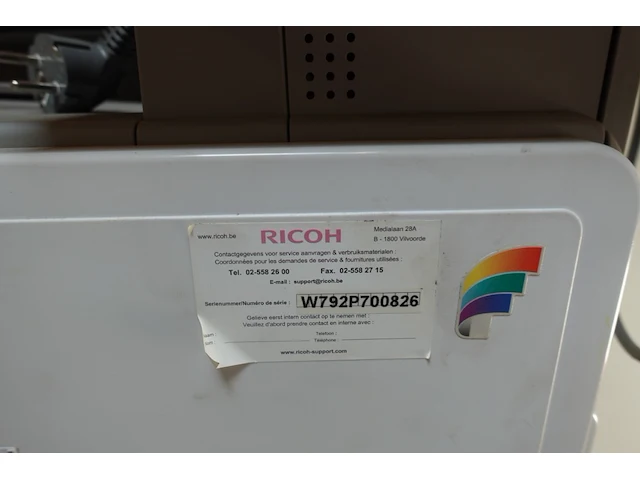 www.ricoh.be RICOH Medialaan 28A
B - 1800 Vilvoorde
Contactgegevens voor service aanvragen & verbruiksmaterialen :
Coordonnées pour les demandes de service & fournitures utilisées :
Tel. 02-558 26 00 Fax. 02-558 27 15
E-mail : support@ricoh.be
Serienummer/Numéro de série : W792P700826
Gelieve eerst intern contact op te nemen met :
Veuillez d'abord prendre contact en interne avec :
Telefoon :
Téléphone :
www.ricoh-support.com